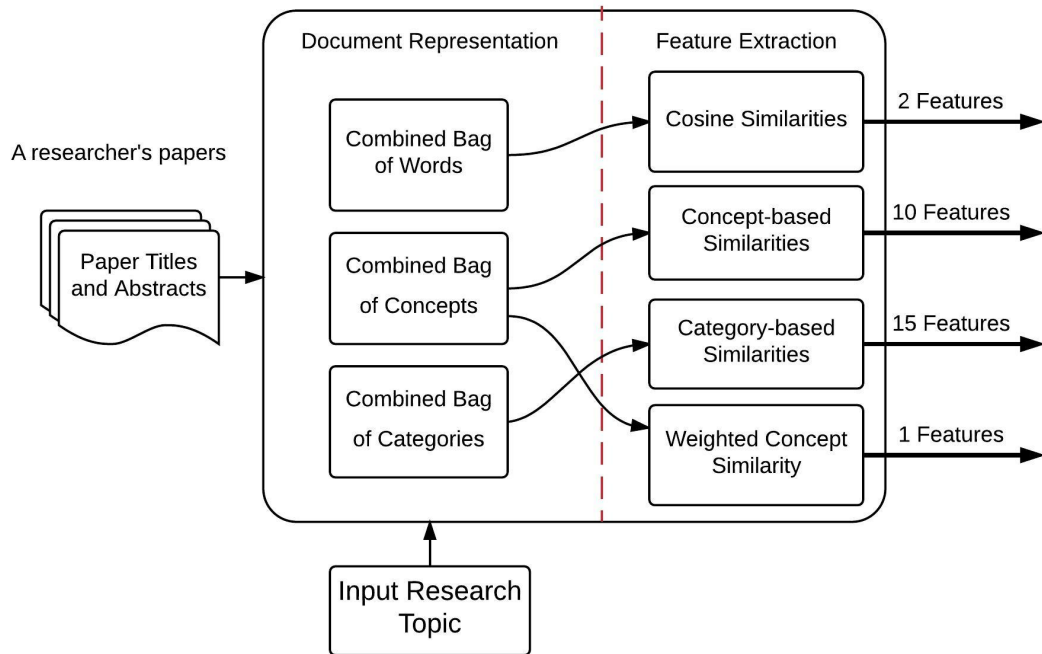 Document Representation
Feature Extraction
A researcher's papers
Paper Titles
and Abstracts
Combined Bag
of Words
Combined Bag
of Concepts
Combined Bag
of Categories
Cosine Similarities
Concept-based
Similarities
Category-based
Similarities
Weighted Concept
Similarity
2 Features
10 Features
15 Features
1 Features
Input Research
Topic